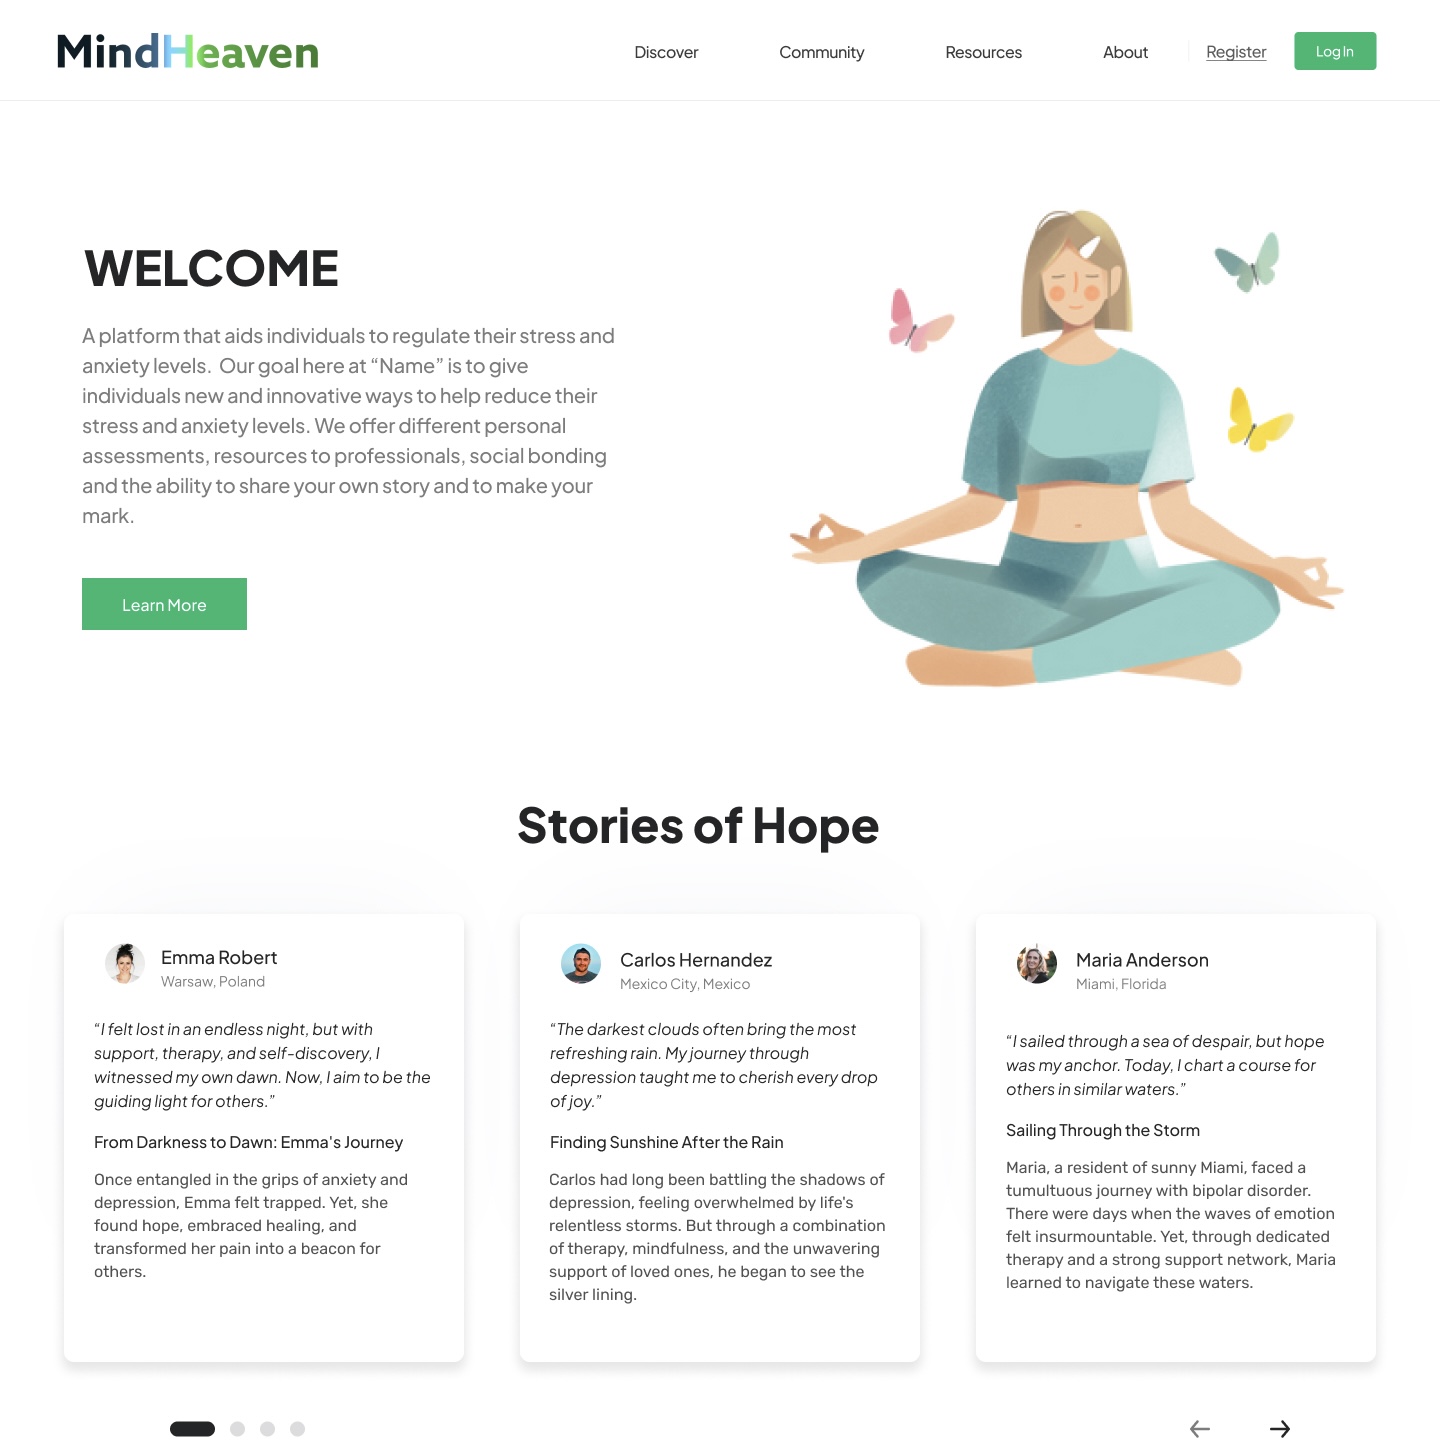 MindHeaven
Discover
Community
Resources
About
Register
Log In
WELCOME
A platform that aids individuals to regulate their stress and
anxiety levels.  Our goal here at “Name” is to give
individuals new and innovative ways to help reduce their
stress and anxiety levels. We offer different personal
assessments, resources to professionals, social bonding
and the ability to share your own story and to make your
mark.
Learn More
Stories of Hope
Emma Robert
Warsaw, Poland
“I felt lost in an endless night, but with
support, therapy, and self-discovery, I
witnessed my own dawn. Now, I aim to be the
guiding light for others.”
From Darkness to Dawn: Emma's Journey
Once entangled in the grips of anxiety and
depression, Emma felt trapped. Yet, she
found hope, embraced healing, and
transformed her pain into a beacon for
others.
Carlos Hernandez
Mexico City, Mexico
“The darkest clouds often bring the most
refreshing rain. My journey through
depression taught me to cherish every drop
of joy.”
Finding Sunshine After the Rain
Carlos had long been battling the shadows of
depression, feeling overwhelmed by life's
relentless storms. But through a combination
of therapy, mindfulness, and the unwavering
support of loved ones, he began to see the
silver lining.
Maria Anderson
Miami, Florida
“I sailed through a sea of despair, but hope
was my anchor. Today, I chart a course for
others in similar waters.”
Sailing Through the Storm
Maria, a resident of sunny Miami, faced a
tumultuous journey with bipolar disorder.
There were days when the waves of emotion
felt insurmountable. Yet, through dedicated
therapy and a strong support network, Maria
learned to navigate these waters.